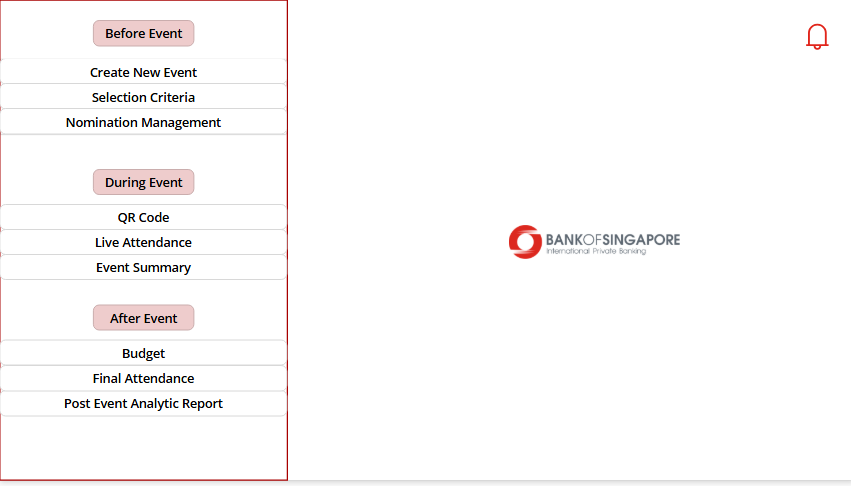 Before Event
Create New Event
Selection Criteria
Nomination Management
During Event
QR Code
Live Attendance
Event Summary
After Event
Budget
Final Attendance
Post Event Analytic Report
BANKOFSINGAPORE
International Private Banking